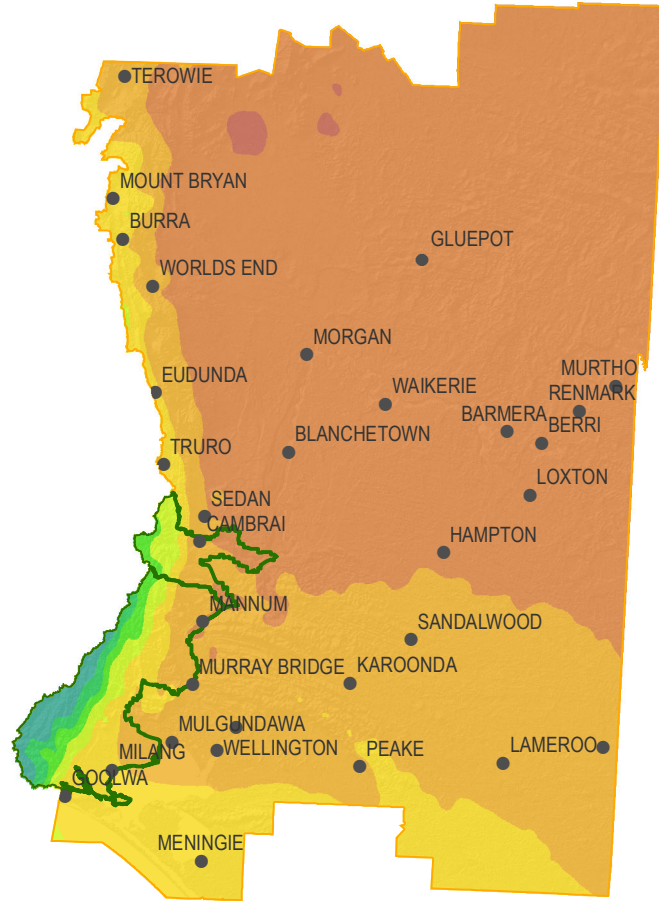 TEROWIE
MOUNT BRYAN
BURRA
GLUEPOT
WORLDS END
MORGAN
MURTHO
EUDUNDA
RENMARK
WAIKERIE
BARMERA
BERRI
BLANCHETOWN
TRURO
LOXTON
SEDAN
CAMBRAI
HAMPTON
MANNUM
SANDALWOOD
MURRAY BRIDGE
KAROONDA
MULGUNDAWA
MILANG
WELLINGTON
PEAKE
LAMEROO
GOOLWA
MENINGIE